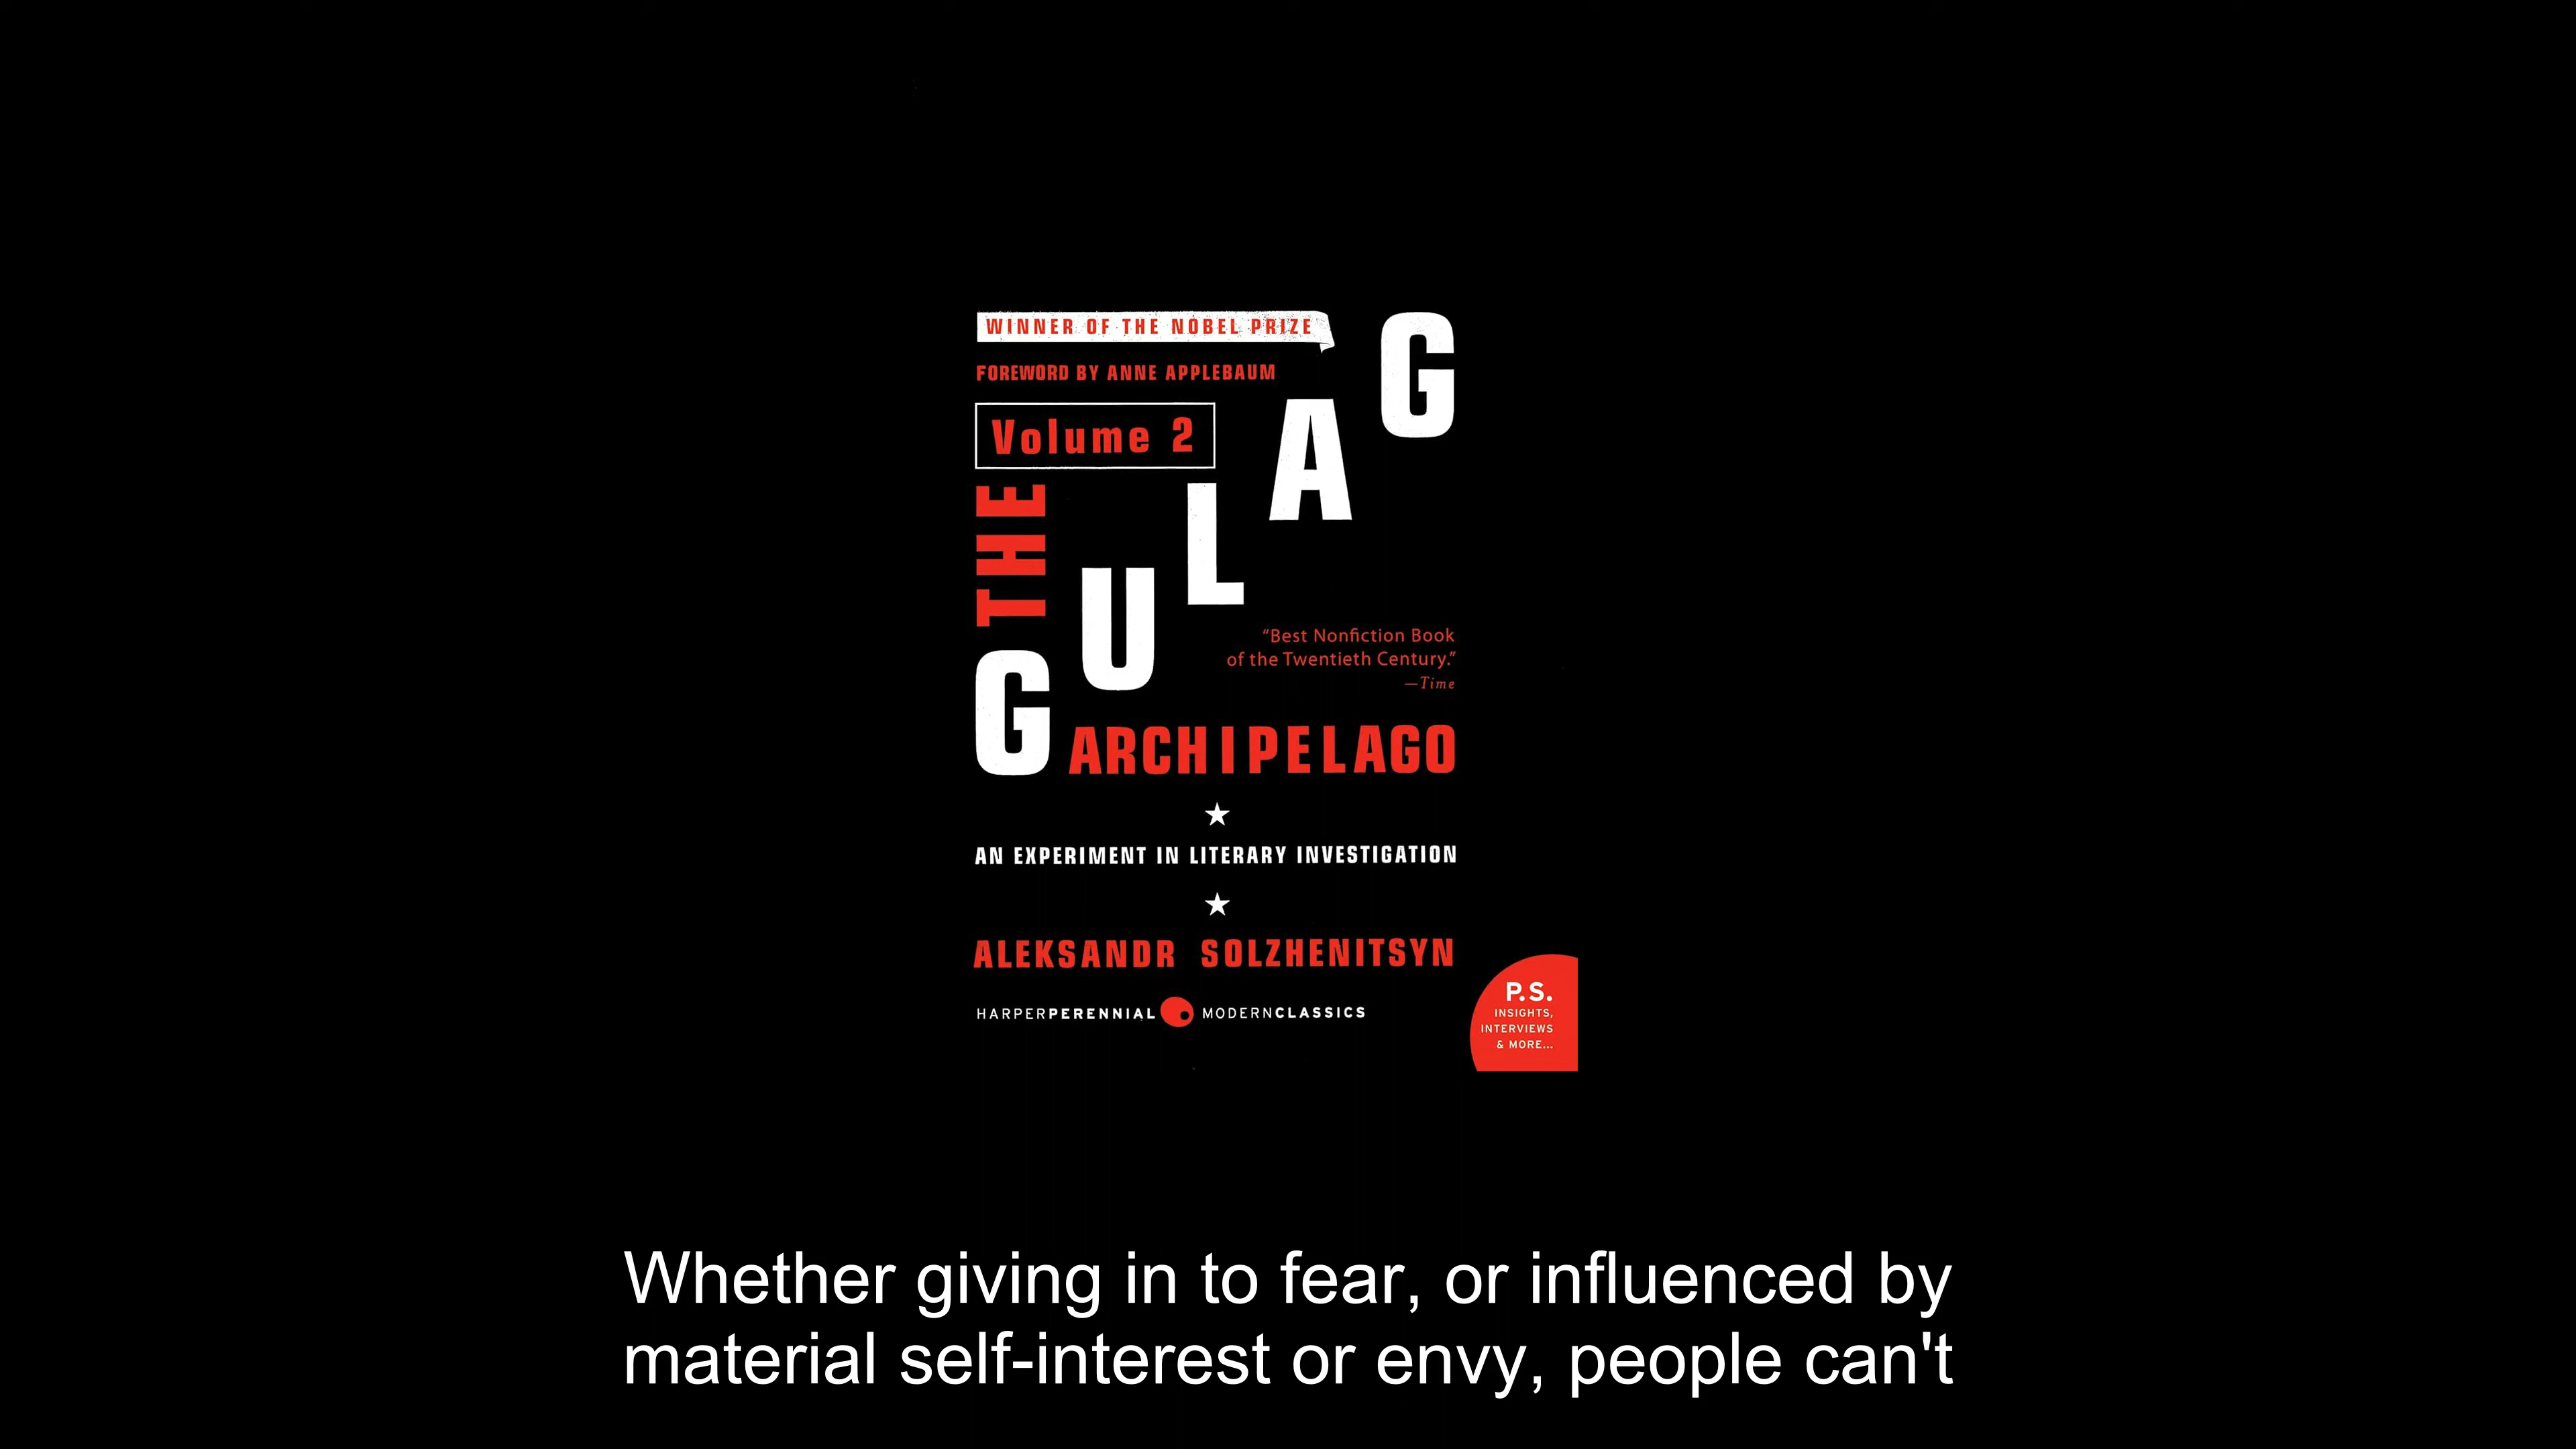 WINNER OF THE NOBEL PRIZE
FOREWORD BY ANNE APPLEBAUM
Volume 2
THE
GULAG
"Best Nonfiction Book
of the Twentieth Century."
—Time
ARCHIPELAGO
AN EXPERIMENT IN LITERARY INVESTIGATION
ALEKSANDR SOLZHENITSYN
HARPERPERENNIAL MODERNCLASSICS
P.S.
INSIGHTS,
INTERVIEWS
& MORE...
Whether giving in to fear, or influenced by
material self-interest or envy, people can't